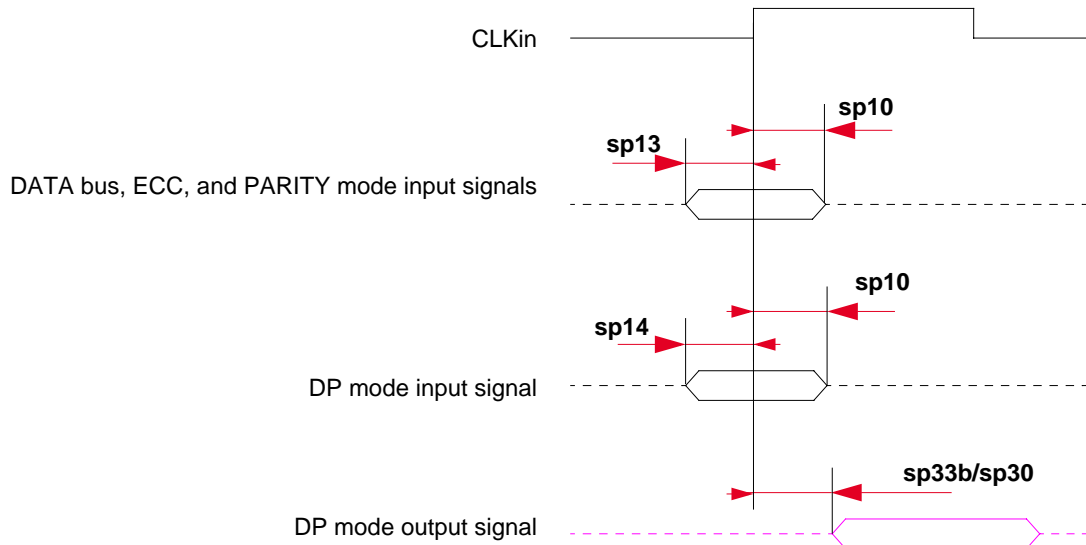 CLKin
sp10
sp13
DATA bus, ECC, and PARITY mode input signals
sp10
sp14
DP mode input signal
sp33b/sp30
DP mode output signal